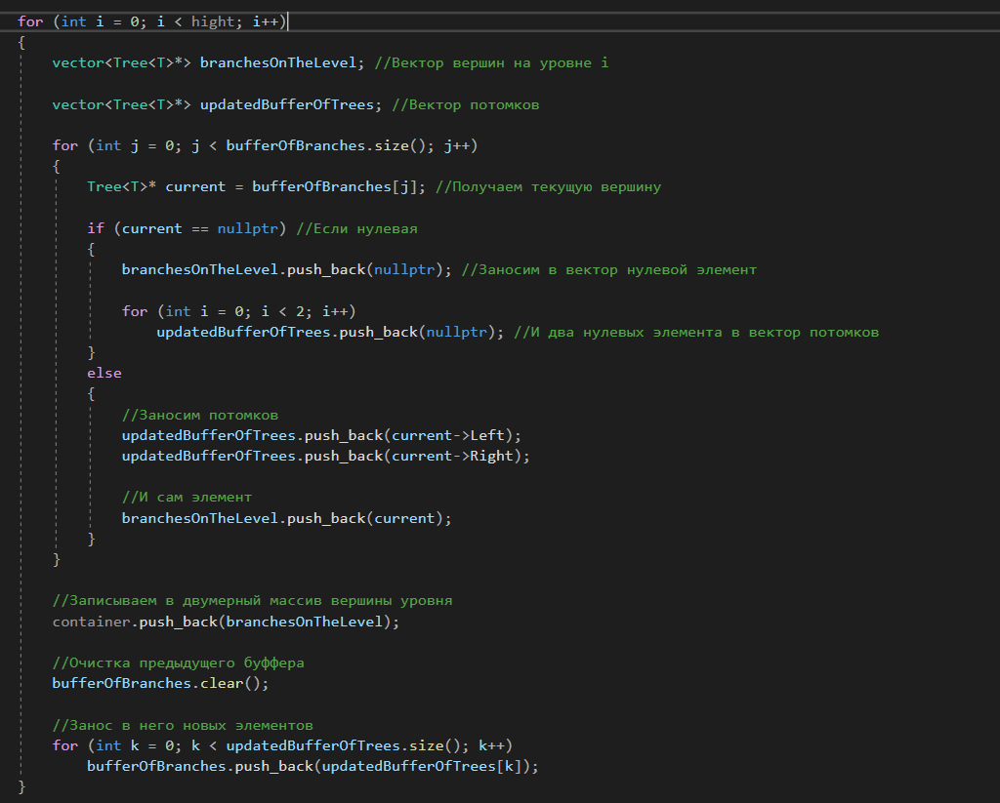 for (int i = 0; i < hight; i++)
{
vector<Tree<T>*> branchesOnTheLevel; //Вектор вершин на уровне i
vector<Tree<T>*> updatedBufferOfTrees; //Вектор потомков
for (int j = 0; j < bufferOfBranches.size(); j++)
{
Tree<T>* current = bufferOfBranches[j]; //Получаем текущую вершину
if (current == nullptr) //Если нулевая
{
branchesOnTheLevel.push_back(nullptr); //Заносим в вектор нулевой элемент
for (int i = 0; i < 2; i++)
updatedBufferOfTrees.push_back(nullptr); //И два нулевых элемента в вектор потомков
}
else
{
//Заносим потомков
updatedBufferOfTrees.push_back(current->Left);
updatedBufferOfTrees.push_back(current->Right);
//И сам элемент
branchesOnTheLevel.push_back(current);
}
}
//Записываем в двумерный массив вершины уровня
container.push_back(branchesOnTheLevel);
//Очистка предыдущего буффера
bufferOfBranches.clear();
//Занос в него новых элементов
for (int k = 0; k < updatedBufferOfTrees.size(); k++)
bufferOfBranches.push_back(updatedBufferOfTrees[k]);
}